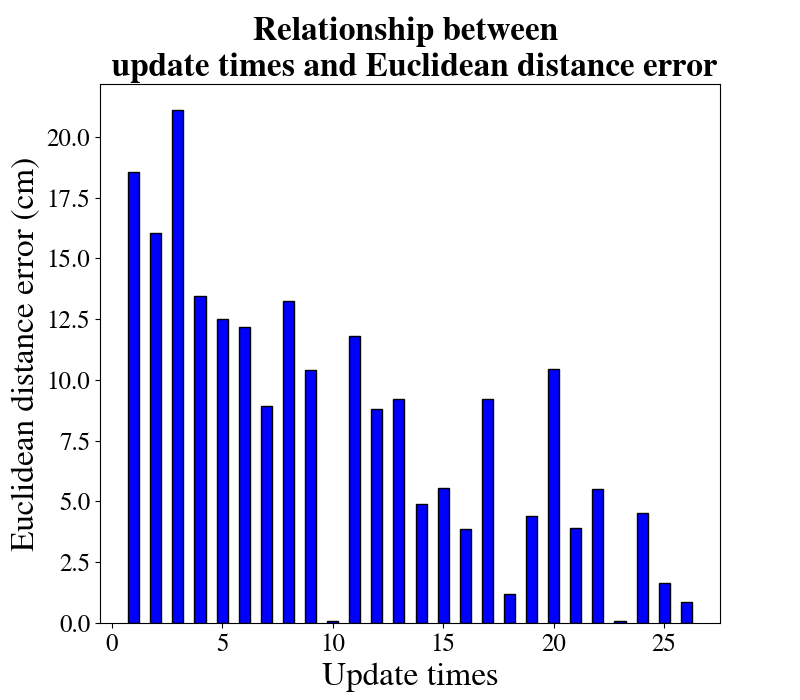 Relationship between
update times and Euclidean distance error
Euclidean distance error (cm)
20.0
17.5
15.0
12.5
10.0
7.5
5.0
2.5
0.0
0 5 10 15 20 25
Update times